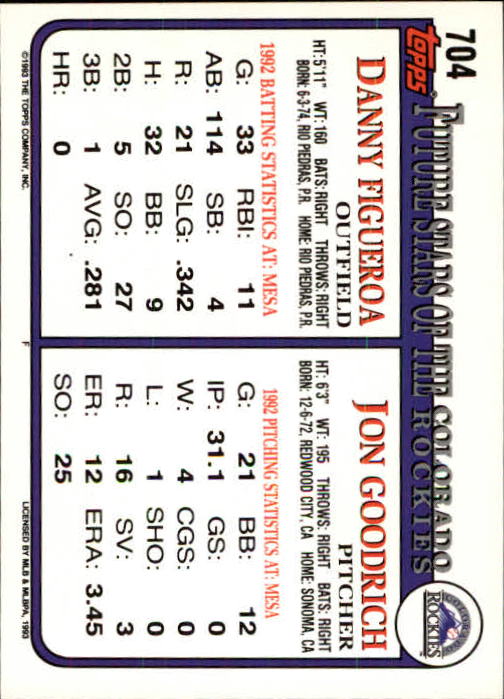 704
TOPPS
FUTURE STARS OF THE COLORADO
ROCKIES
COLORADO
ROCKIES
DANNY FIGUEROA
OUTFIELD
HT: 5'11" WT: 160 BATS: RIGHT THROWS: RIGHT
BORN: 6-3-74, RIO PIEDRAS, P.R. HOME: RIO PIEDRAS, P.R.
1992 BATTING STATISTICS AT: MESA
G: 33 RBI: 11
AB: 114 SB: 4
R: 21 SLG: .342
H: 32 BB: 9
2B: 5 SO: 27
3B: 1 AVG: .281
HR: 0
JON GOODRICH
PITCHER
HT: 6'3" WT: 195 THROWS: RIGHT BATS: RIGHT
BORN: 12-6-72, REDWOOD CITY, CA HOME: SONOMA, CA
1992 PITCHING STATISTICS AT: MESA
G: 21 BB: 12
IP: 31.1 GS: 0
W: 4 CGS: 0
L: 1 SHO: 0
R: 16 SV: 3
ER: 12 ERA: 3.45
SO: 25
©1993 THE TOPPS COMPANY, INC.
F
LICENSED BY MLB & MLBPA, 1993